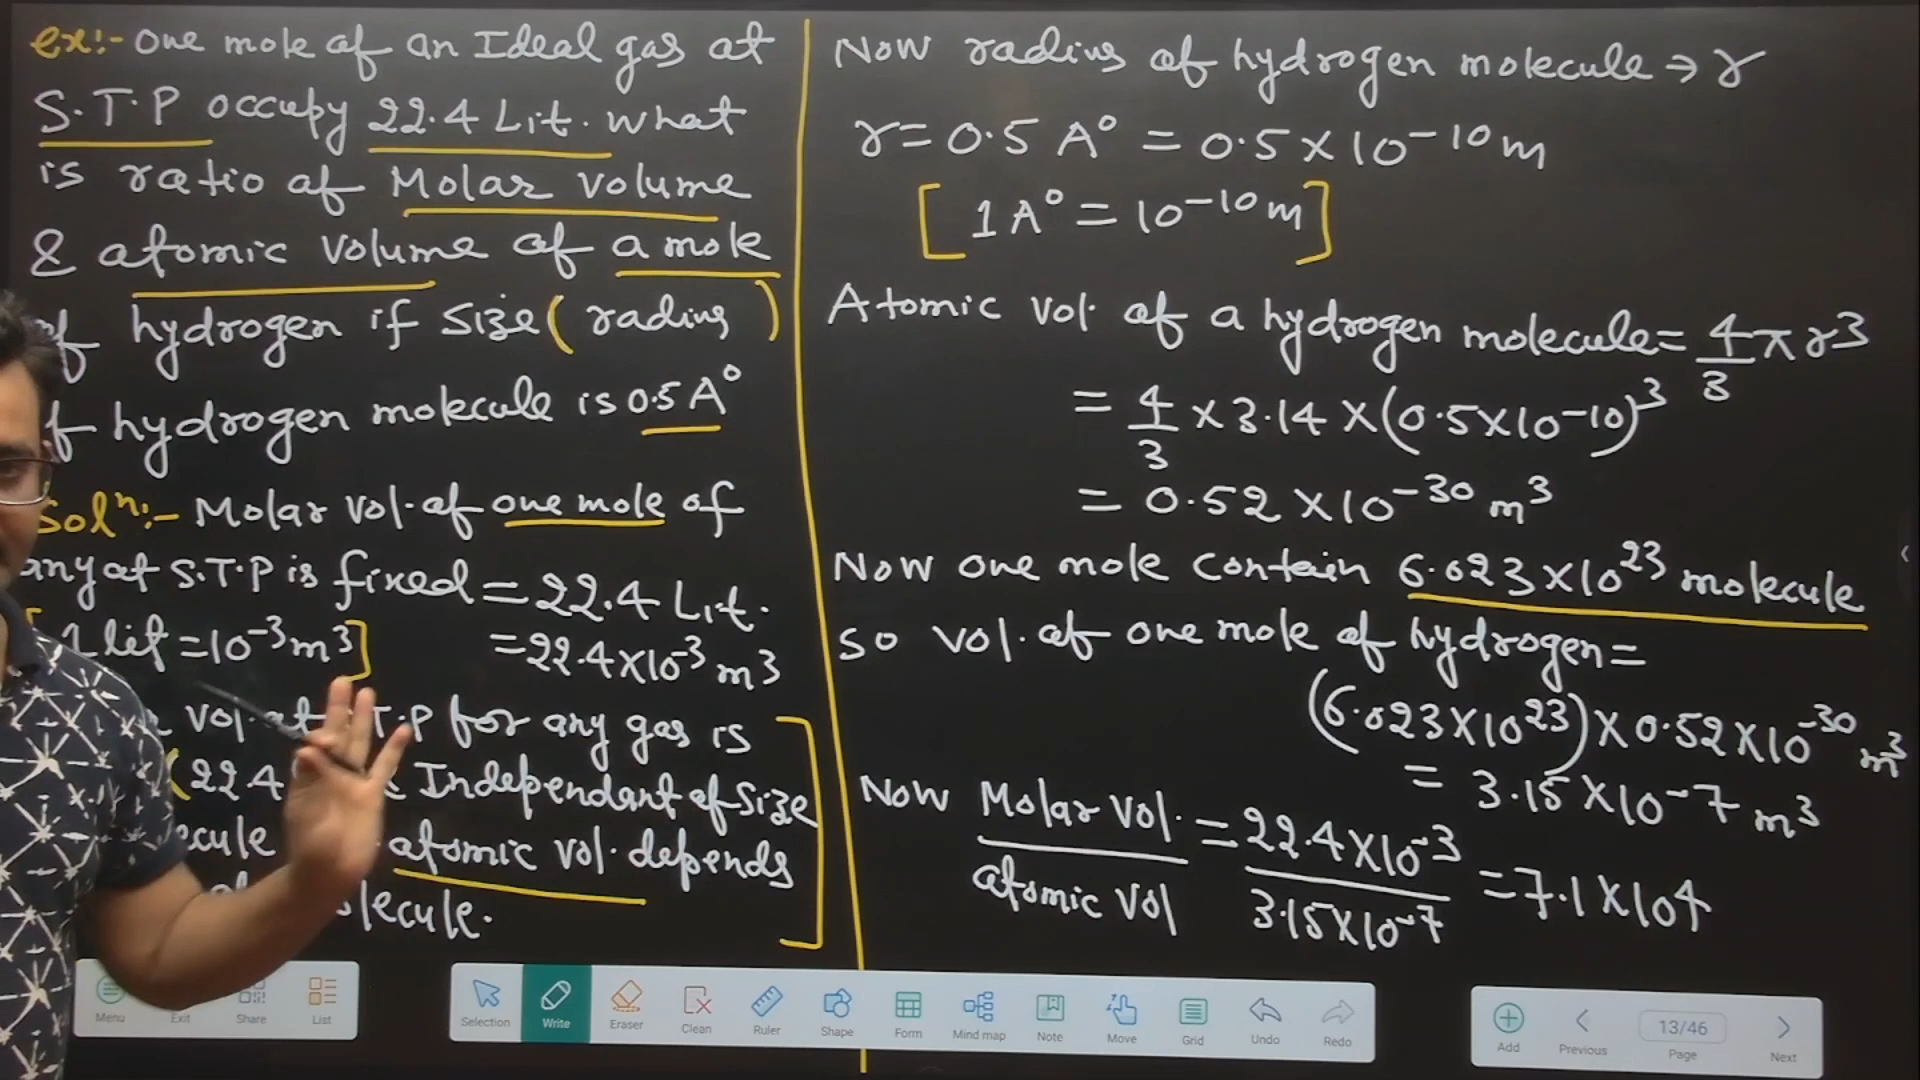 ex:- One mole of an Ideal gas at
S.T.P occupy 22.4 Lit. what
is ratio of Molar volume
& atomic volume of a mole
of hydrogen if size (radius)
of hydrogen molecule is 0.5 A°
Solⁿ:- Molar vol. of one mole of
any at S.T.P is fixed = 22.4 Lit.
[1 lit = 10⁻³ m³] = 22.4 × 10⁻³ m³
vol. at T.P for any gas is
(22.4 & Independant of size
ecule atomic vol. depends
lecule.
Now radius of hydrogen molecule → r
r = 0.5 A° = 0.5 × 10⁻¹⁰ m
[1 A° = 10⁻¹⁰ m]
Atomic vol. of a hydrogen molecule = 4/3 π r³
= 4/3 × 3.14 × (0.5 × 10⁻¹⁰)³
= 0.52 × 10⁻³⁰ m³
Now one mole contain 6.023 × 10²³ molecule
so vol. of one mole of hydrogen =
(6.023 × 10²³) × 0.52 × 10⁻³⁰ m³
= 3.15 × 10⁻⁷ m³
Now Molar Vol. / atomic Vol = 22.4 × 10⁻³ / 3.15 × 10⁻⁷ = 7.1 × 10⁴
Menu Exit Share List
Selection Write Eraser Clean Ruler Shape Form Mind map Note Move Grid Undo Redo
Add Previous 13/46 Page Next